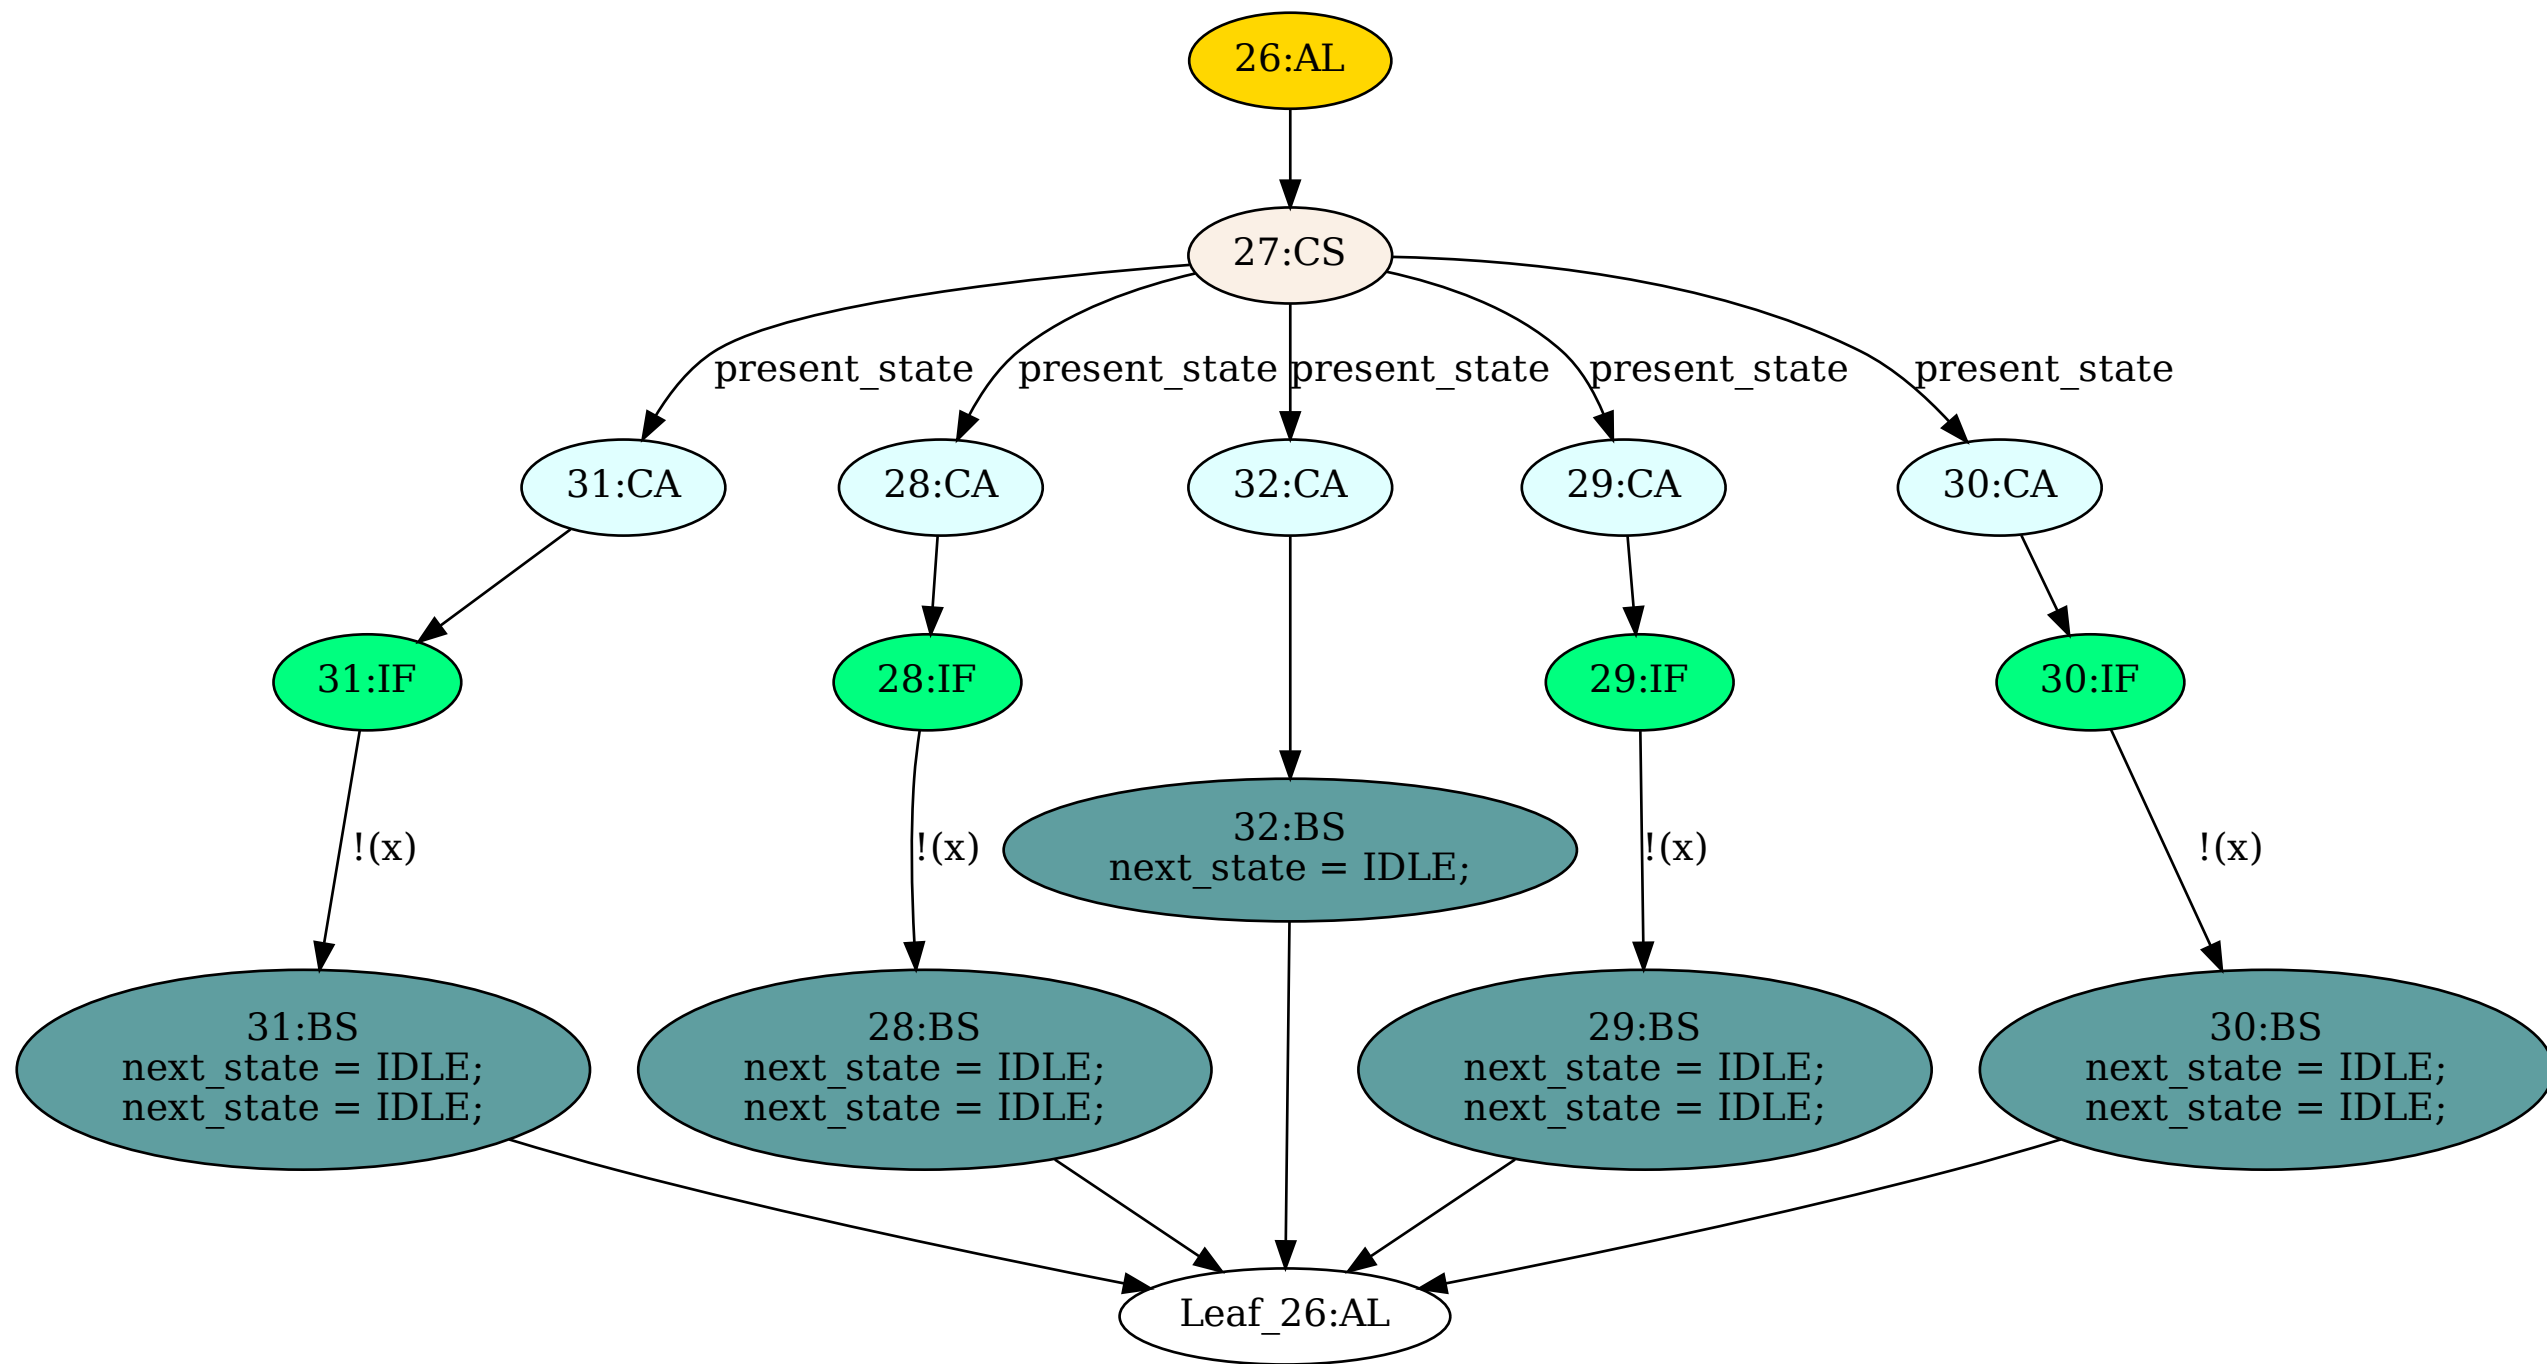 26:AL
27:CS
present_state
present_state
present_state
present_state
present_state
31:CA
28:CA
32:CA
29:CA
30:CA
31:IF
28:IF
29:IF
30:IF
!(x)
!(x)
32:BS
next_state = IDLE;
!(x)
!(x)
31:BS
next_state = IDLE;
next_state = IDLE;
28:BS
next_state = IDLE;
next_state = IDLE;
29:BS
next_state = IDLE;
next_state = IDLE;
30:BS
next_state = IDLE;
next_state = IDLE;
Leaf_26:AL